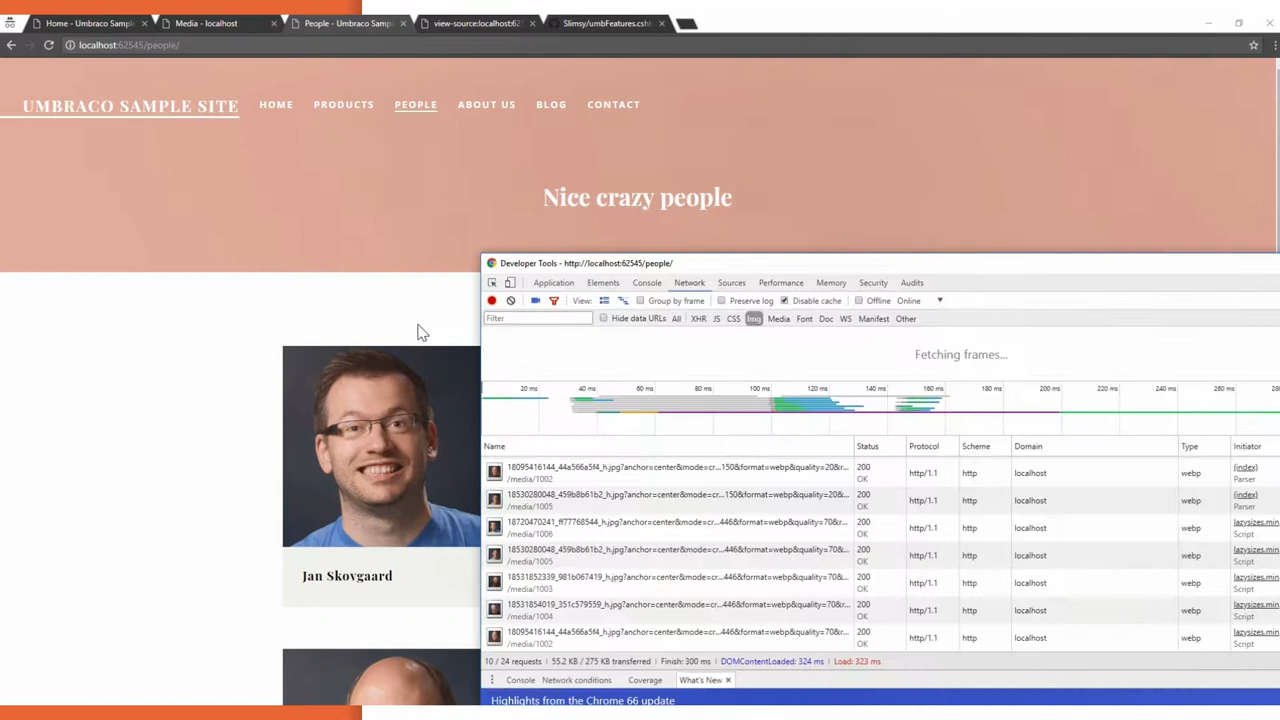 Home - Umbraco Sampl
Media - localhost
People - Umbraco Sampl
view-source:localhost:625
Slimsy/umbFeatures.csht
localhost:62545/people/
UMBRACO SAMPLE SITE
HOME
PRODUCTS
PEOPLE
ABOUT US
BLOG
CONTACT
Nice crazy people
Jan Skovgaard
Developer Tools - http://localhost:62545/people/
Application Elements Console Network Sources Performance Memory Security Audits
View: Group by frame Preserve log Disable cache Offline Online
Filter Hide data URLs All XHR JS CSS Img Media Font Doc WS Manifest Other
Fetching frames...
20 ms 40 ms 60 ms 80 ms 100 ms 120 ms 140 ms 160 ms 180 ms 200 ms 220 ms 240 ms 260 ms 280
Name Status Protocol Scheme Domain Type Initiator
18095416144_44a566a5f4_h.jpg?anchor=center&mode=cr...150&format=webp&quality=20&r... 200 http/1.1 http localhost webp (index)
/media/1002 OK Parser
18530280048_459b8b61b2_h.jpg?anchor=center&mode=cr...150&format=webp&quality=20&r... 200 http/1.1 http localhost webp (index)
/media/1005 OK Parser
18720470241_ff77768544_h.jpg?anchor=center&mode=cr...446&format=webp&quality=70&r... 200 http/1.1 http localhost webp lazysizes.min
/media/1006 OK Script
18530280048_459b8b61b2_h.jpg?anchor=center&mode=cr...446&format=webp&quality=70&r... 200 http/1.1 http localhost webp lazysizes.min
/media/1005 OK Script
18531852339_981b067419_h.jpg?anchor=center&mode=cr...446&format=webp&quality=70&r... 200 http/1.1 http localhost webp lazysizes.min
/media/1003 OK Script
18531854019_351c579559_h.jpg?anchor=center&mode=cr...446&format=webp&quality=70&r... 200 http/1.1 http localhost webp lazysizes.min
/media/1004 OK Script
18095416144_44a566a5f4_h.jpg?anchor=center&mode=cr...446&format=webp&quality=70&r... 200 http/1.1 http localhost webp lazysizes.min
/media/1002 OK Script
10 / 24 requests | 55.2 KB / 275 KB transferred | Finish: 300 ms | DOMContentLoaded: 324 ms | Load: 323 ms
Console Network conditions Coverage What's New
Highlights from the Chrome 66 update